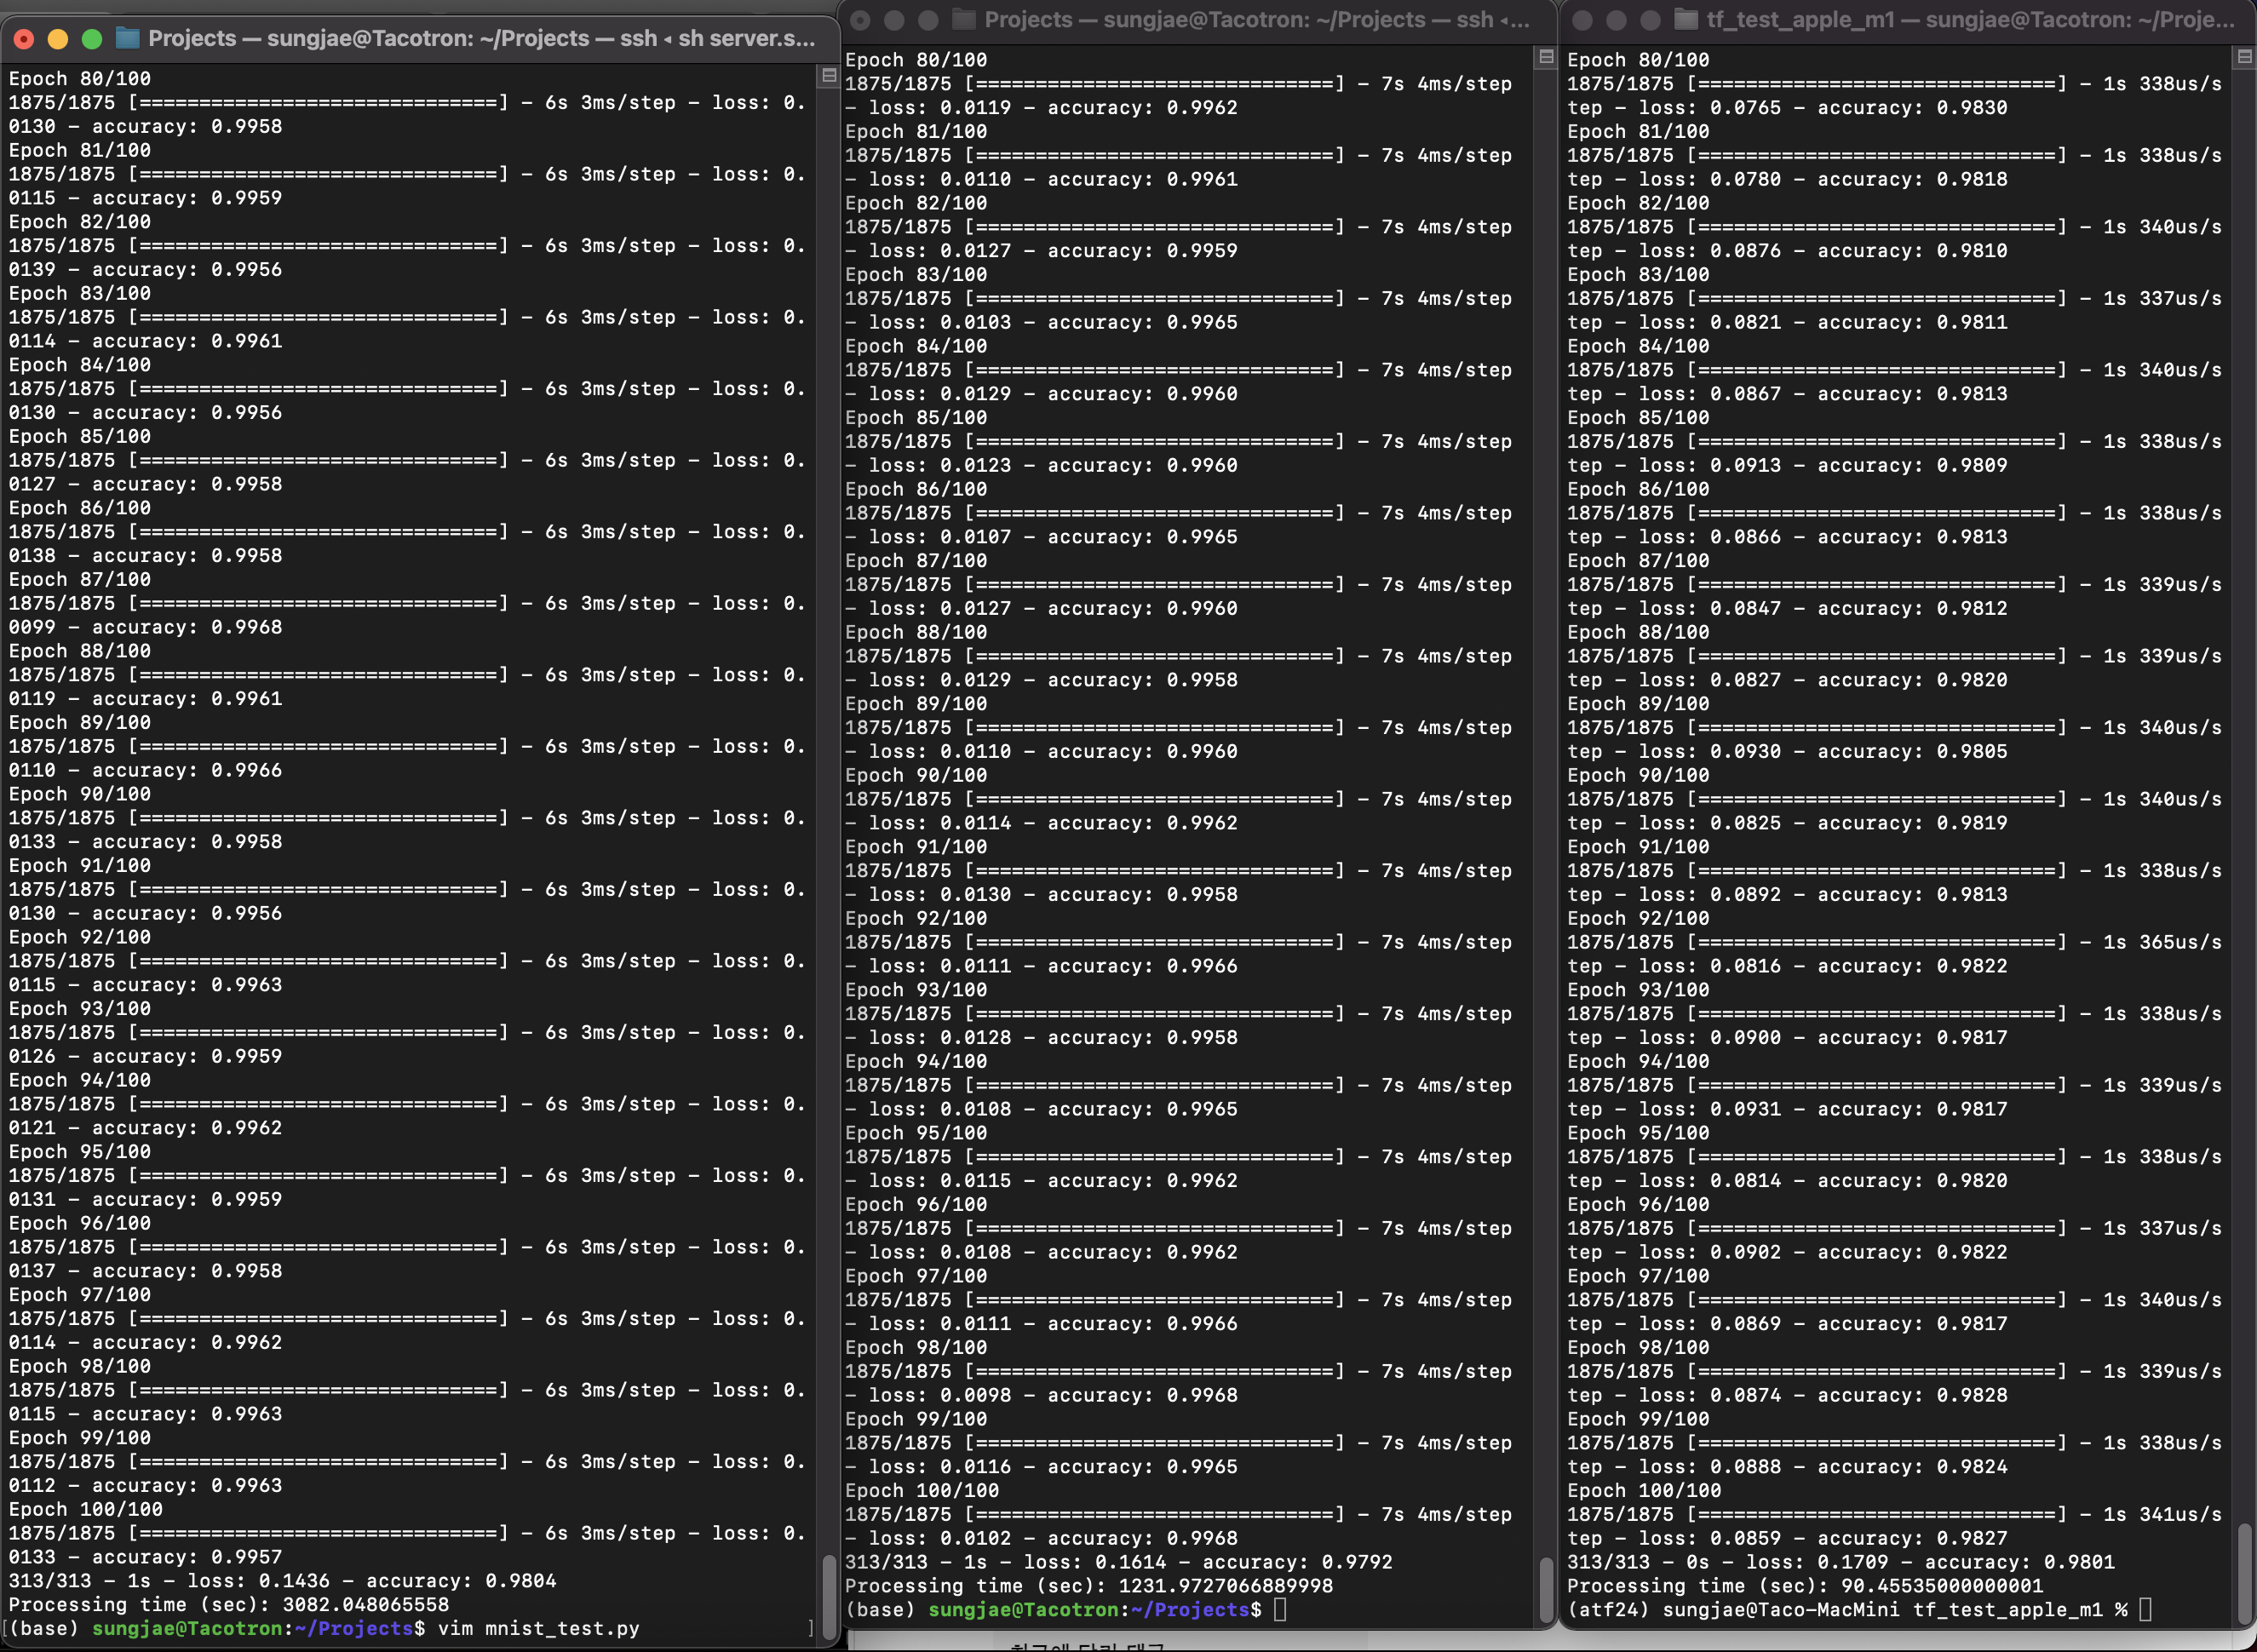 Projects — sungjae@Tacotron: ~/Projects — ssh ◂ sh server.s...
Epoch 80/100
1875/1875 [==============================] - 6s 3ms/step - loss: 0.
0130 - accuracy: 0.9958
Epoch 81/100
1875/1875 [==============================] - 6s 3ms/step - loss: 0.
0115 - accuracy: 0.9959
Epoch 82/100
1875/1875 [==============================] - 6s 3ms/step - loss: 0.
0139 - accuracy: 0.9956
Epoch 83/100
1875/1875 [==============================] - 6s 3ms/step - loss: 0.
0114 - accuracy: 0.9961
Epoch 84/100
1875/1875 [==============================] - 6s 3ms/step - loss: 0.
0130 - accuracy: 0.9956
Epoch 85/100
1875/1875 [==============================] - 6s 3ms/step - loss: 0.
0127 - accuracy: 0.9958
Epoch 86/100
1875/1875 [==============================] - 6s 3ms/step - loss: 0.
0138 - accuracy: 0.9958
Epoch 87/100
1875/1875 [==============================] - 6s 3ms/step - loss: 0.
0099 - accuracy: 0.9968
Epoch 88/100
1875/1875 [==============================] - 6s 3ms/step - loss: 0.
0119 - accuracy: 0.9961
Epoch 89/100
1875/1875 [==============================] - 6s 3ms/step - loss: 0.
0110 - accuracy: 0.9966
Epoch 90/100
1875/1875 [==============================] - 6s 3ms/step - loss: 0.
0133 - accuracy: 0.9958
Epoch 91/100
1875/1875 [==============================] - 6s 3ms/step - loss: 0.
0130 - accuracy: 0.9956
Epoch 92/100
1875/1875 [==============================] - 6s 3ms/step - loss: 0.
0115 - accuracy: 0.9963
Epoch 93/100
1875/1875 [==============================] - 6s 3ms/step - loss: 0.
0126 - accuracy: 0.9959
Epoch 94/100
1875/1875 [==============================] - 6s 3ms/step - loss: 0.
0121 - accuracy: 0.9962
Epoch 95/100
1875/1875 [==============================] - 6s 3ms/step - loss: 0.
0131 - accuracy: 0.9959
Epoch 96/100
1875/1875 [==============================] - 6s 3ms/step - loss: 0.
0137 - accuracy: 0.9958
Epoch 97/100
1875/1875 [==============================] - 6s 3ms/step - loss: 0.
0114 - accuracy: 0.9962
Epoch 98/100
1875/1875 [==============================] - 6s 3ms/step - loss: 0.
0115 - accuracy: 0.9963
Epoch 99/100
1875/1875 [==============================] - 6s 3ms/step - loss: 0.
0112 - accuracy: 0.9963
Epoch 100/100
1875/1875 [==============================] - 6s 3ms/step - loss: 0.
0133 - accuracy: 0.9957
313/313 - 1s - loss: 0.1436 - accuracy: 0.9804
Processing time (sec): 3082.048065558
[(base) sungjae@Tacotron:~/Projects$ vim mnist_test.py ]
Projects — sungjae@Tacotron: ~/Projects — ssh ◂...
Epoch 80/100
1875/1875 [==============================] - 7s 4ms/step
- loss: 0.0119 - accuracy: 0.9962
Epoch 81/100
1875/1875 [==============================] - 7s 4ms/step
- loss: 0.0110 - accuracy: 0.9961
Epoch 82/100
1875/1875 [==============================] - 7s 4ms/step
- loss: 0.0127 - accuracy: 0.9959
Epoch 83/100
1875/1875 [==============================] - 7s 4ms/step
- loss: 0.0103 - accuracy: 0.9965
Epoch 84/100
1875/1875 [==============================] - 7s 4ms/step
- loss: 0.0129 - accuracy: 0.9960
Epoch 85/100
1875/1875 [==============================] - 7s 4ms/step
- loss: 0.0123 - accuracy: 0.9960
Epoch 86/100
1875/1875 [==============================] - 7s 4ms/step
- loss: 0.0107 - accuracy: 0.9965
Epoch 87/100
1875/1875 [==============================] - 7s 4ms/step
- loss: 0.0127 - accuracy: 0.9960
Epoch 88/100
1875/1875 [==============================] - 7s 4ms/step
- loss: 0.0129 - accuracy: 0.9958
Epoch 89/100
1875/1875 [==============================] - 7s 4ms/step
- loss: 0.0110 - accuracy: 0.9960
Epoch 90/100
1875/1875 [==============================] - 7s 4ms/step
- loss: 0.0114 - accuracy: 0.9962
Epoch 91/100
1875/1875 [==============================] - 7s 4ms/step
- loss: 0.0130 - accuracy: 0.9958
Epoch 92/100
1875/1875 [==============================] - 7s 4ms/step
- loss: 0.0111 - accuracy: 0.9966
Epoch 93/100
1875/1875 [==============================] - 7s 4ms/step
- loss: 0.0128 - accuracy: 0.9958
Epoch 94/100
1875/1875 [==============================] - 7s 4ms/step
- loss: 0.0108 - accuracy: 0.9965
Epoch 95/100
1875/1875 [==============================] - 7s 4ms/step
- loss: 0.0115 - accuracy: 0.9962
Epoch 96/100
1875/1875 [==============================] - 7s 4ms/step
- loss: 0.0108 - accuracy: 0.9962
Epoch 97/100
1875/1875 [==============================] - 7s 4ms/step
- loss: 0.0111 - accuracy: 0.9966
Epoch 98/100
1875/1875 [==============================] - 7s 4ms/step
- loss: 0.0098 - accuracy: 0.9968
Epoch 99/100
1875/1875 [==============================] - 7s 4ms/step
- loss: 0.0116 - accuracy: 0.9965
Epoch 100/100
1875/1875 [==============================] - 7s 4ms/step
- loss: 0.0102 - accuracy: 0.9968
313/313 - 1s - loss: 0.1614 - accuracy: 0.9792
Processing time (sec): 1231.9727066889998
(base) sungjae@Tacotron:~/Projects$
tf_test_apple_m1 — sungjae@Tacotron: ~/Proje...
Epoch 80/100
1875/1875 [==============================] - 1s 338us/s
tep - loss: 0.0765 - accuracy: 0.9830
Epoch 81/100
1875/1875 [==============================] - 1s 338us/s
tep - loss: 0.0780 - accuracy: 0.9818
Epoch 82/100
1875/1875 [==============================] - 1s 340us/s
tep - loss: 0.0876 - accuracy: 0.9810
Epoch 83/100
1875/1875 [==============================] - 1s 337us/s
tep - loss: 0.0821 - accuracy: 0.9811
Epoch 84/100
1875/1875 [==============================] - 1s 340us/s
tep - loss: 0.0867 - accuracy: 0.9813
Epoch 85/100
1875/1875 [==============================] - 1s 338us/s
tep - loss: 0.0913 - accuracy: 0.9809
Epoch 86/100
1875/1875 [==============================] - 1s 338us/s
tep - loss: 0.0866 - accuracy: 0.9813
Epoch 87/100
1875/1875 [==============================] - 1s 339us/s
tep - loss: 0.0847 - accuracy: 0.9812
Epoch 88/100
1875/1875 [==============================] - 1s 339us/s
tep - loss: 0.0827 - accuracy: 0.9820
Epoch 89/100
1875/1875 [==============================] - 1s 340us/s
tep - loss: 0.0930 - accuracy: 0.9805
Epoch 90/100
1875/1875 [==============================] - 1s 340us/s
tep - loss: 0.0825 - accuracy: 0.9819
Epoch 91/100
1875/1875 [==============================] - 1s 338us/s
tep - loss: 0.0892 - accuracy: 0.9813
Epoch 92/100
1875/1875 [==============================] - 1s 365us/s
tep - loss: 0.0816 - accuracy: 0.9822
Epoch 93/100
1875/1875 [==============================] - 1s 338us/s
tep - loss: 0.0900 - accuracy: 0.9817
Epoch 94/100
1875/1875 [==============================] - 1s 339us/s
tep - loss: 0.0931 - accuracy: 0.9817
Epoch 95/100
1875/1875 [==============================] - 1s 338us/s
tep - loss: 0.0814 - accuracy: 0.9820
Epoch 96/100
1875/1875 [==============================] - 1s 337us/s
tep - loss: 0.0902 - accuracy: 0.9822
Epoch 97/100
1875/1875 [==============================] - 1s 340us/s
tep - loss: 0.0869 - accuracy: 0.9817
Epoch 98/100
1875/1875 [==============================] - 1s 339us/s
tep - loss: 0.0874 - accuracy: 0.9828
Epoch 99/100
1875/1875 [==============================] - 1s 338us/s
tep - loss: 0.0888 - accuracy: 0.9824
Epoch 100/100
1875/1875 [==============================] - 1s 341us/s
tep - loss: 0.0859 - accuracy: 0.9827
313/313 - 0s - loss: 0.1709 - accuracy: 0.9801
Processing time (sec): 90.45535000000001
(atf24) sungjae@Taco-MacMini tf_test_apple_m1 %